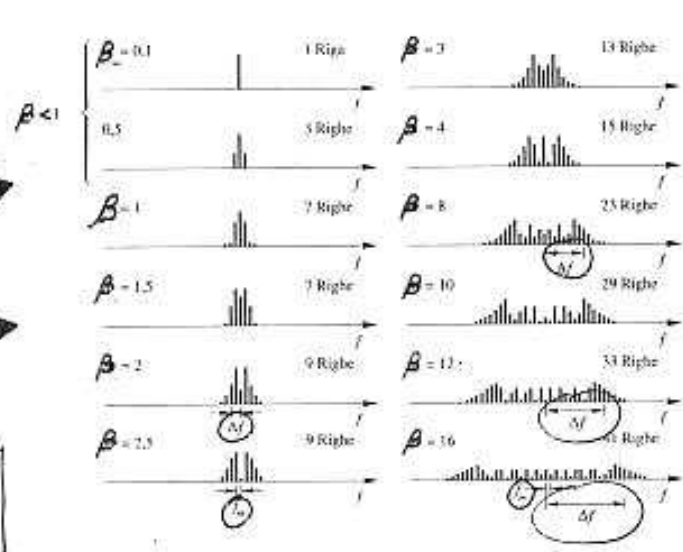 β = 0.1 1 Riga
f
β < 1
0,5 3 Righe
f
β = 1 7 Righe
f
β = 1,5 7 Righe
f
β = 2 9 Righe
Δf
f
β = 2,5 9 Righe
f
β = 3 13 Righe
f
β = 4 15 Righe
f
β = 8 23 Righe
Δf
f
β = 10 29 Righe
f
β = 12 33 Righe
Δf
f
β = 16 Righe
Δf
f